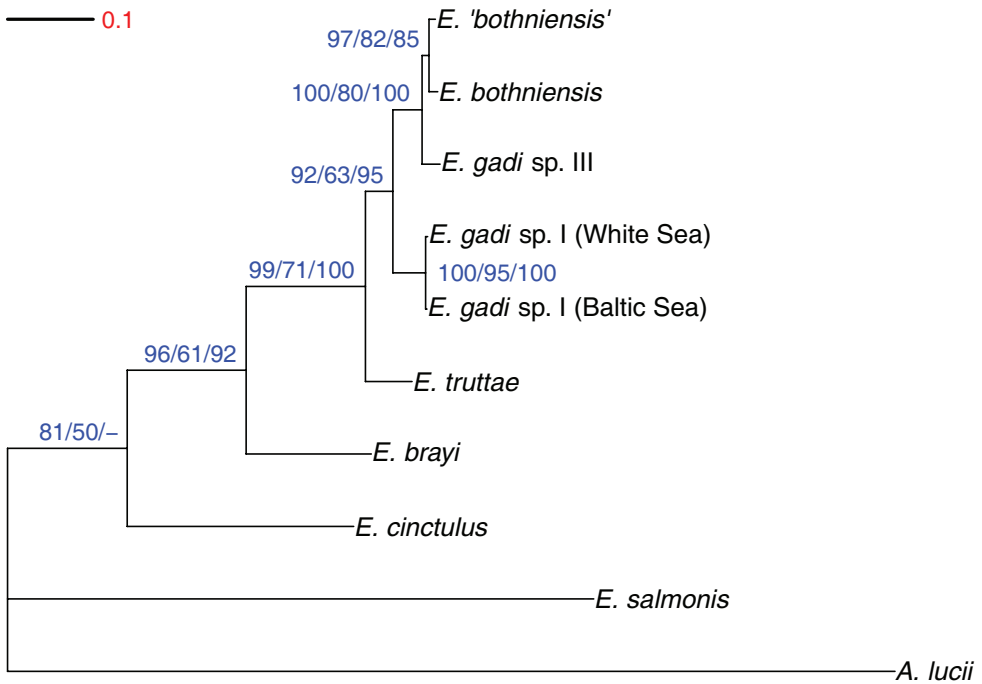 0.1
E. 'bothniensis'
97/82/85
E. bothniensis
100/80/100
E. gadi sp. III
92/63/95
E. gadi sp. I (White Sea)
100/95/100
99/71/100
E. gadi sp. I (Baltic Sea)
96/61/92
E. truttae
81/50/–
E. brayi
E. cinctulus
E. salmonis
A. lucii